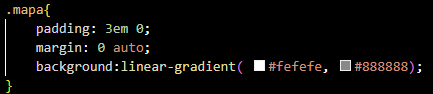 .mapa{
padding: 3em 0;
margin: 0 auto;
background:linear-gradient( #fefefe, #888888);
}